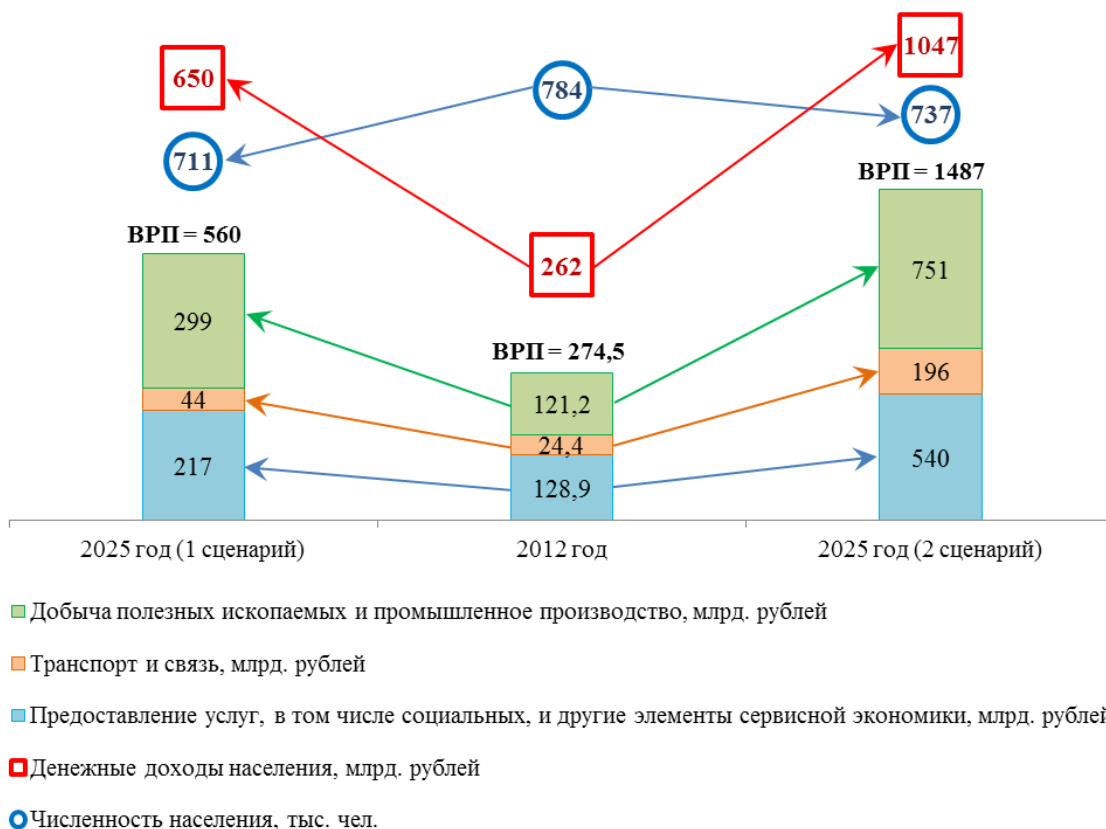 650
784
1047
711
737
ВРП = 560
262
ВРП = 1487
299
ВРП = 274,5
751
44
121,2
196
217
24,4
540
128,9
2025 год (1 сценарий)
2012 год
2025 год (2 сценарий)
Добыча полезных ископаемых и промышленное производство, млрд. рублей
Транспорт и связь, млрд. рублей
Предоставление услуг, в том числе социальных, и другие элементы сервисной экономики, млрд. рублей
Денежные доходы населения, млрд. рублей
Численность населения, тыс. чел.